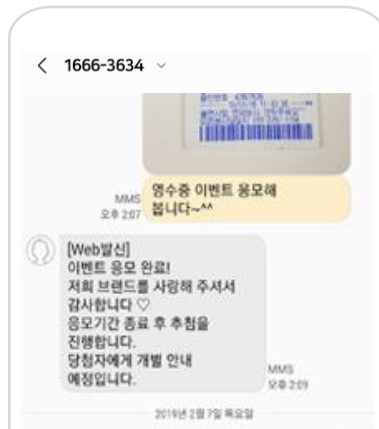 1666-3634
영수증 이벤트 응모해
봅니다~^^
MMS
오후 2:07
[Web발신]
이벤트 응모 완료!
저희 브랜드를 사랑해 주셔서
감사합니다 ♡
응모기간 종료 후 추첨을
진행합니다.
당첨자에게 개별 안내
예정입니다.
MMS
오후 2:09
2019년 2월 7일 목요일